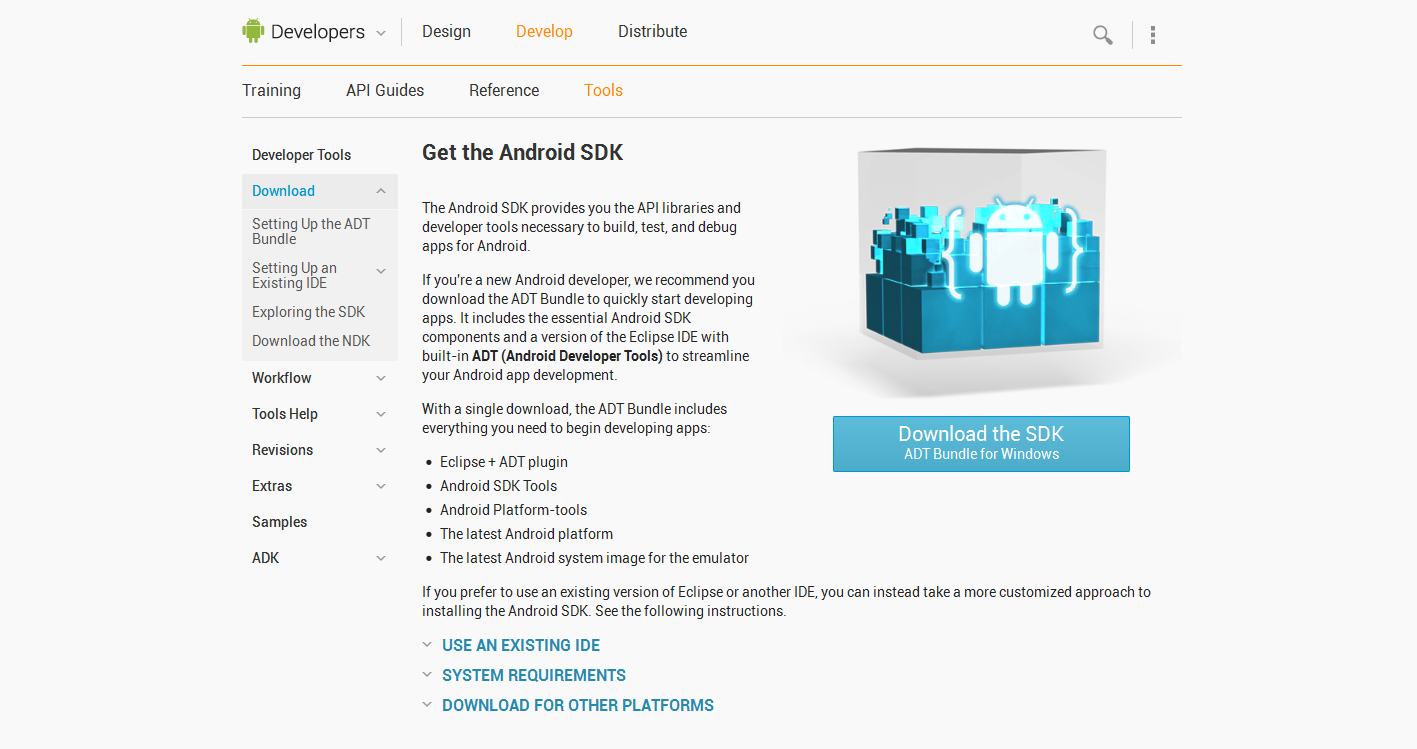 Developers
Design
Develop
Distribute
Training
API Guides
Reference
Tools
Developer Tools
Download
Setting Up the ADT
Bundle
Setting Up an
Existing IDE
Exploring the SDK
Download the NDK
Workflow
Tools Help
Revisions
Extras
Samples
ADK
Get the Android SDK
The Android SDK provides you the API libraries and
developer tools necessary to build, test, and debug
apps for Android.
If you're a new Android developer, we recommend you
download the ADT Bundle to quickly start developing
apps. It includes the essential Android SDK
components and a version of the Eclipse IDE with
built-in ADT (Android Developer Tools) to streamline
your Android app development.
With a single download, the ADT Bundle includes
everything you need to begin developing apps:
• Eclipse + ADT plugin
• Android SDK Tools
• Android Platform-tools
• The latest Android platform
• The latest Android system image for the emulator
{ }
Download the SDK
ADT Bundle for Windows
If you prefer to use an existing version of Eclipse or another IDE, you can instead take a more customized approach to
installing the Android SDK. See the following instructions.
USE AN EXISTING IDE
SYSTEM REQUIREMENTS
DOWNLOAD FOR OTHER PLATFORMS